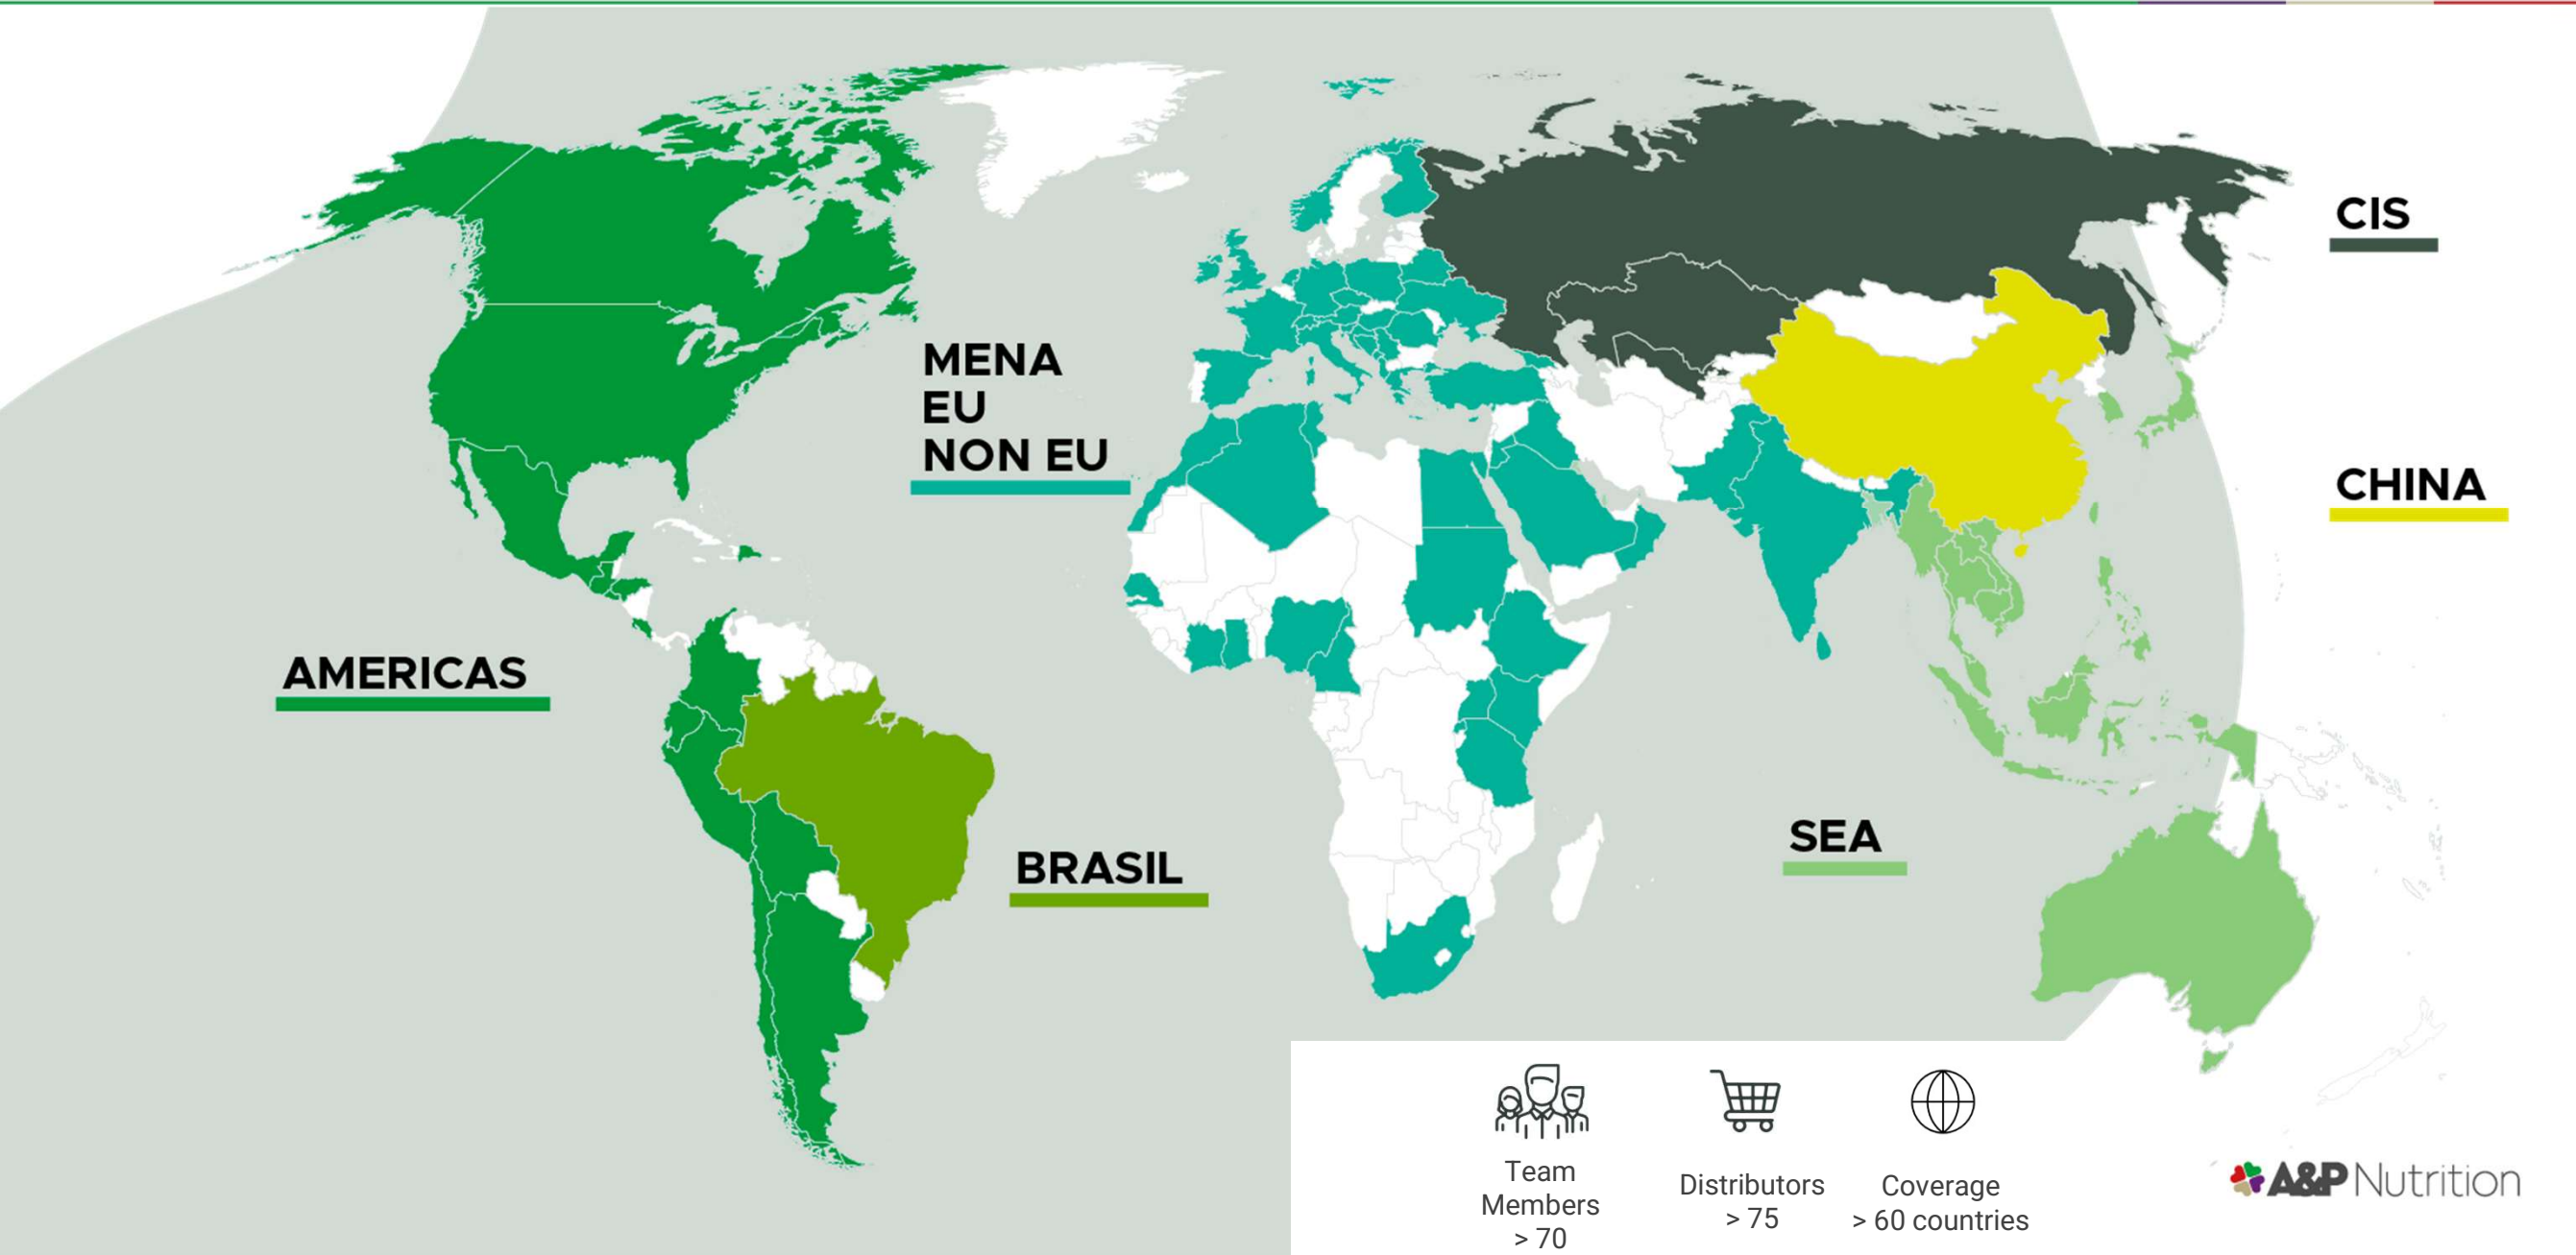 CIS
MENA
EU
NON EU
CHINA
AMERICAS
SEA
BRASIL
Team
Members
> 70
Distributors
> 75
Coverage
> 60 countries
A&P Nutrition